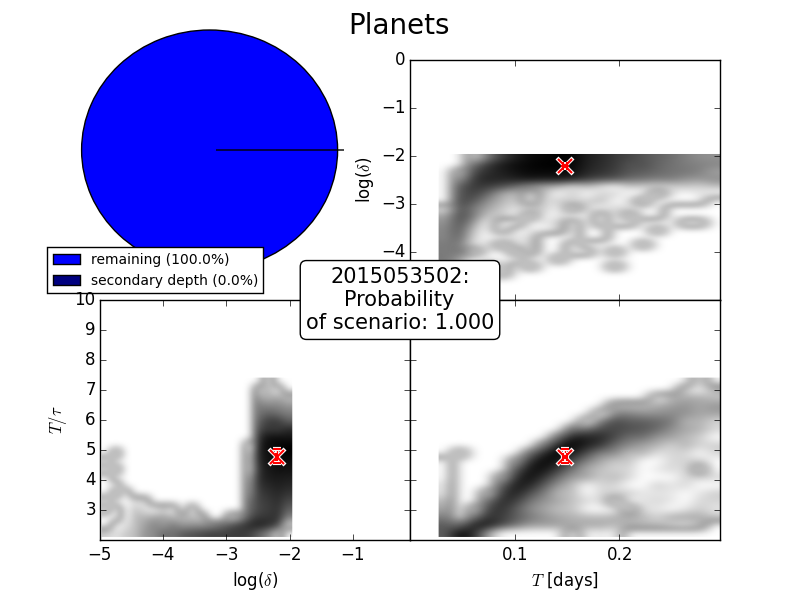 Planets
remaining (100.0%)
secondary depth (0.0%)
0
−1
−2
−3
−4
log(δ)
2015053502:
Probability
of scenario: 1.000
10
9
8
7
6
5
4
3
T/τ
−5
−4
−3
−2
−1
log(δ)
0.1
0.2
T [days]